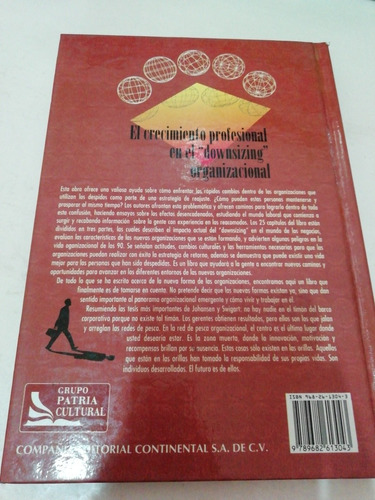 El crecimiento profesional
en el "downsizing"
organizacional
Esta obra ofrece una valiosa ayuda sobre cómo enfrentar los rápidos cambios dentro de las organizaciones que
utilizan los despidos como parte de una estrategia de reajuste. ¿Cómo pueden estas personas mantenerse y
prosperar al mismo tiempo? Los autores afrontan esta problemática y ofrecen caminos para lograrlo dentro de toda
esta confusión, haciendo ensayos sobre los efectos desencadenados, estudiando el mundo laboral que comienza a
surgir y recabando información sobre la gente con experiencia en las reacomodos. Los 25 capítulos del libro están
divididos en tres partes, las cuales describen el impacto actual del "downsizing" en el mundo de los negocios,
evalúan las características de las nuevas organizaciones que se están formando, y advierten algunos peligros en la
vida oganizacional de los 90. Se señalan actitudes, cambios culturales y las herramientas necesarias para que las
organizaciones puedan realizar con éxito la estrategia de retorno, además se demuestra que puede existir una vida
mejor para las personas que han sido despedidas. Es un libro que ayudará a la gente a encontrar nuevos caminos y
oportunidades para avanzar en los diferentes entornos de las nuevas organizaciones.
De todo lo que se ha escrito acerca de la nueva forma de las organizaciones, encontramos aquí un libro que
finalmente es de tomarse en cuenta. No pretende decir que las nuevas formas existen ya, sino que dan
sentido importante al panorama organizacional emergente y cómo vivir y trabajar en él.
Resumiendo las tesis más importantes de Johansen y Swigart: no hay nadie en el timón del barco
corporativo porque no existe tal timón. Los gerentes obtienen resultados, pero ellos son los que jalan
y arreglan las redes de pesca. En la red de pesca organizacional, el centro es el último lugar donde
usted desearía estar. Es la zona muerta, donde la innovación, motivación y
recompensas brillan por su ausencia. Estas cosas sólo existen en las orillas. Aquellos
que están en las orillas han tomado la responsabilidad de sus propias vidas. Son
individuos desarrollados. El futuro es de ellos.
GRUPO
PATRIA
CULTURAL
COMPAÑÍA EDITORIAL CONTINENTAL S.A. DE C.V.
ISBN 968-26-1304-3
9 789682 613043